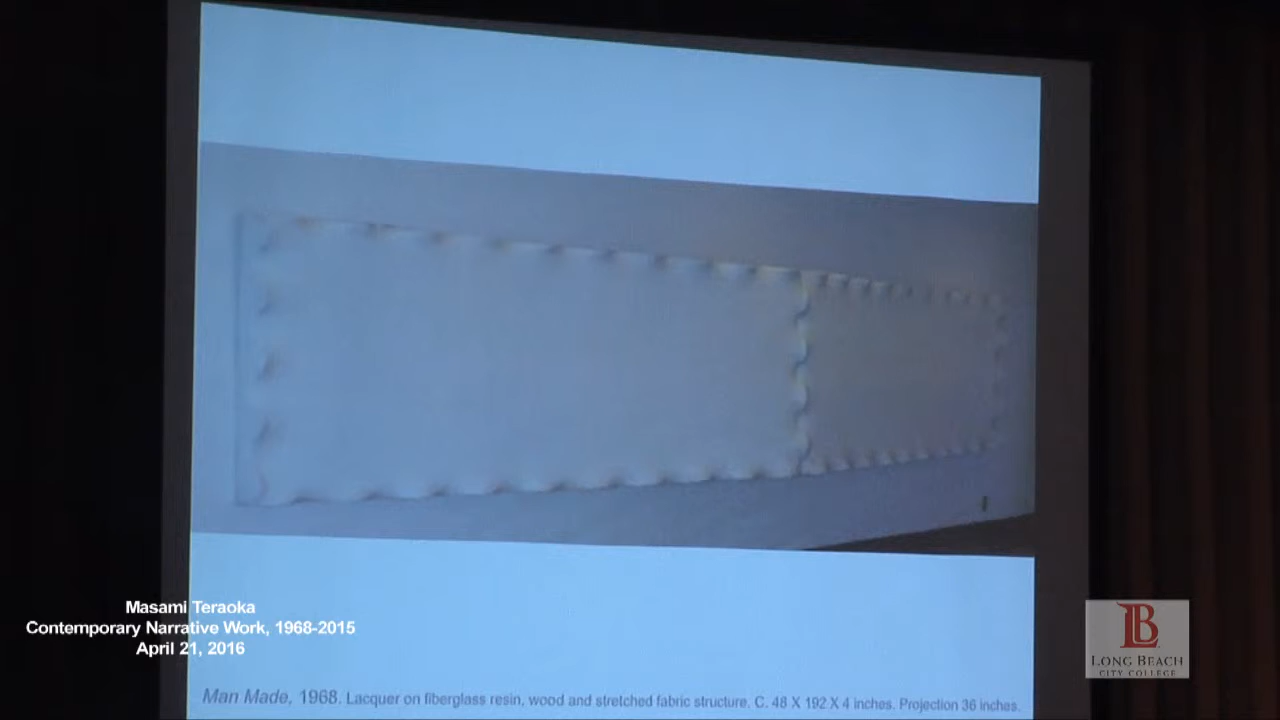 Masami Teraoka
Contemporary Narrative Work, 1968-2015
April 21, 2016
LB
LONG BEACH
CITY COLLEGE
Man Made, 1968. Lacquer on fiberglass resin, wood and stretched fabric structure. C. 48 X 192 X 4 inches. Projection 36 inches.